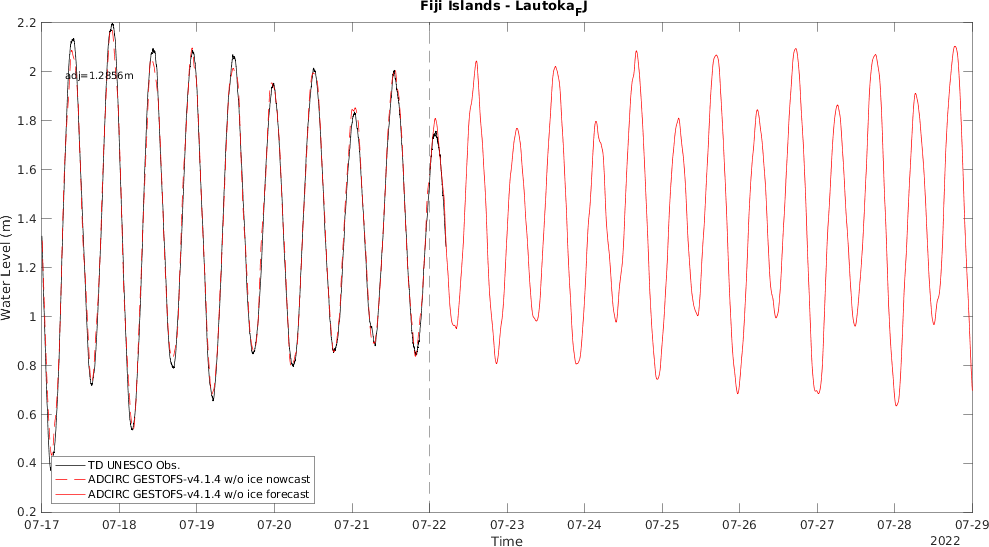 Fiji Islands - Lautoka_FJ
2.2
2
1.8
1.6
1.4
1.2
1
0.8
0.6
0.4
0.2
Water Level (m)
adj=1.2856m
TD UNESCO Obs.
ADCIRC GESTOFS-v4.1.4 w/o ice nowcast
ADCIRC GESTOFS-v4.1.4 w/o ice forecast
07-17 07-18 07-19 07-20 07-21 07-22 07-23 07-24 07-25 07-26 07-27 07-28 07-29
Time
2022